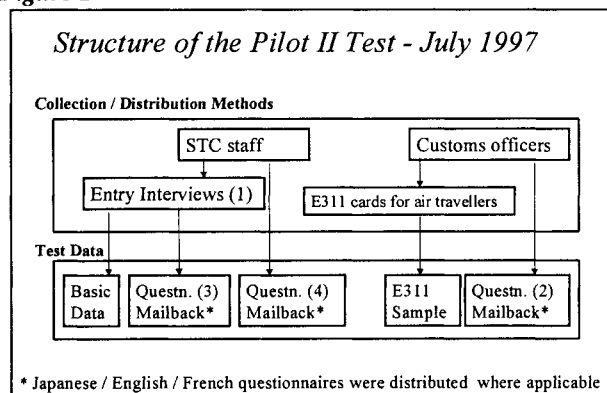 Structure of the Pilot II Test - July 1997
Collection / Distribution Methods
STC staff
Customs officers
Entry Interviews (1)
E311 cards for air travellers
Test Data
Basic
Data
Questn. (3)
Mailback*
Questn. (4)
Mailback*
E311
Sample
Questn. (2)
Mailback*
* Japanese / English / French questionnaires were distributed where applicable